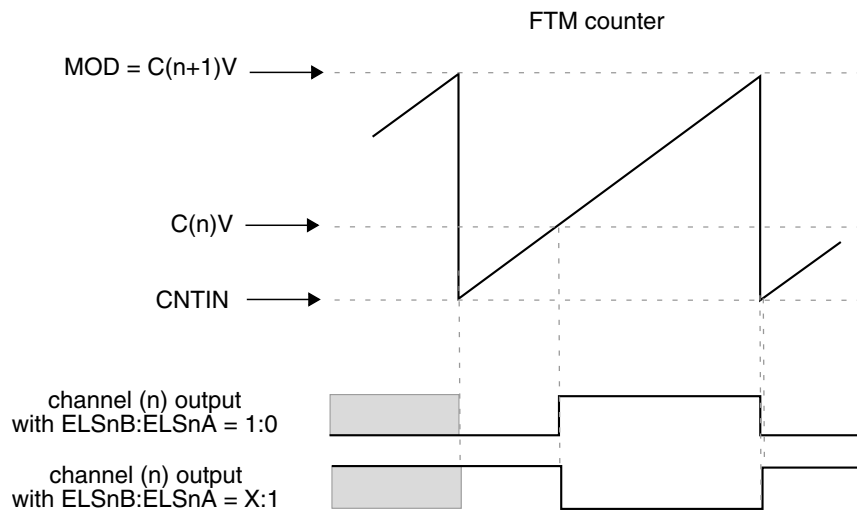 FTM counter
MOD = C(n+1)V
C(n)V
CNTIN
channel (n) output
with ELSnB:ELSnA = 1:0
channel (n) output
with ELSnB:ELSnA = X:1